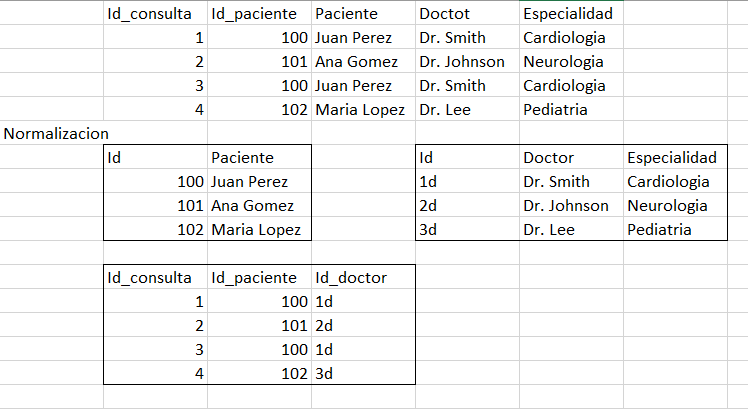 Id_consulta Id_paciente Paciente Doctot Especialidad
1 100 Juan Perez Dr. Smith Cardiologia
2 101 Ana Gomez Dr. Johnson Neurologia
3 100 Juan Perez Dr. Smith Cardiologia
4 102 Maria Lopez Dr. Lee Pediatria
Normalizacion
Id Paciente Id Doctor Especialidad
100 Juan Perez 1d Dr. Smith Cardiologia
101 Ana Gomez 2d Dr. Johnson Neurologia
102 Maria Lopez 3d Dr. Lee Pediatria
Id_consulta Id_paciente Id_doctor
1 100 1d
2 101 2d
3 100 1d
4 102 3d